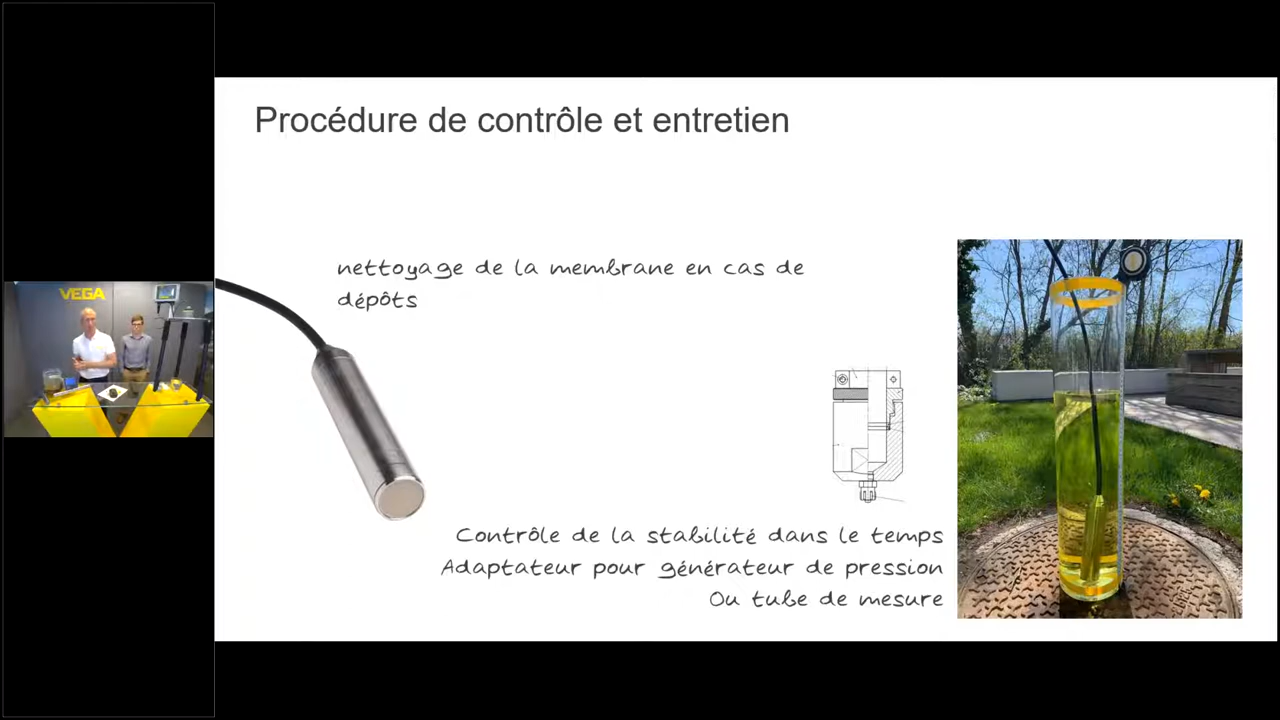 Procédure de contrôle et entretien
nettoyage de la membrane en cas de
dépôts
VEGA
Contrôle de la stabilité dans le temps
Adaptateur pour générateur de pression
Ou tube de mesure